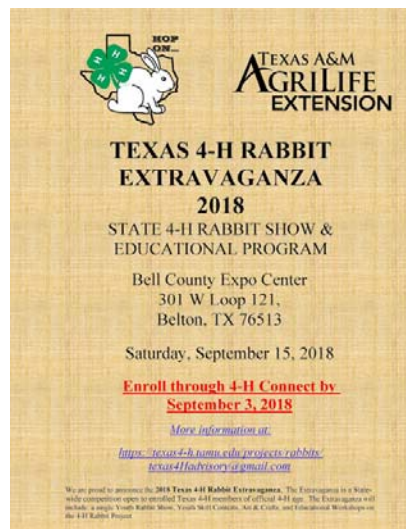 HOP
ON...
H H H H
TEXAS A&M
AGRILIFE
EXTENSION
TEXAS 4-H RABBIT
EXTRAVAGANZA
2018
STATE 4-H RABBIT SHOW &
EDUCATIONAL PROGRAM
Bell County Expo Center
301 W Loop 121,
Belton, TX 76513
Saturday, September 15, 2018
Enroll through 4-H Connect by
September 3, 2018
More information at:
https://texas4-h.tamu.edu/projects/rabbits/
texas4Hadvisory@gmail.com
We are proud to announce the 2018 Texas 4-H Rabbit Extravaganza. The Extravaganza is a State-
wide competition open to enrolled Texas 4-H members of official 4-H age. The Extravaganza will
include: a single Youth Rabbit Show, Youth Skill Contests, Art & Crafts, and Educational Workshops on
the 4-H Rabbit Project